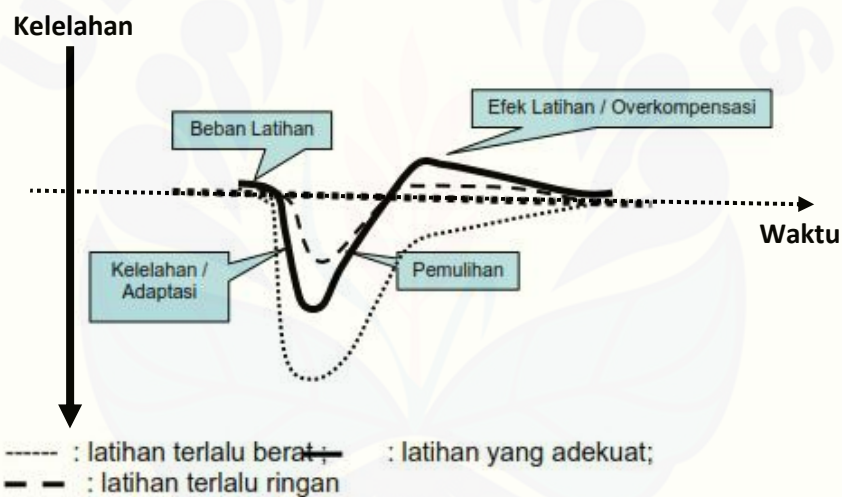 Kelelahan
Efek Latihan / Overkompensasi
Beban Latihan
Waktu
Kelelahan /
Adaptasi
Pemulihan
: latihan terlalu berat ; : latihan yang adekuat;
: latihan terlalu ringan